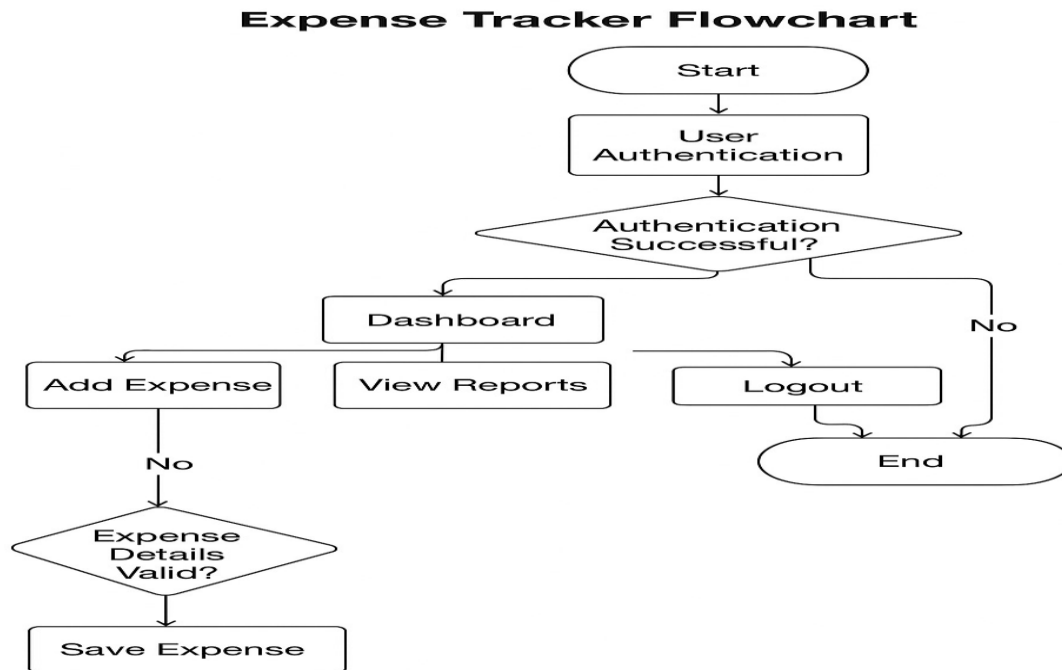 Expense Tracker Flowchart
Start
User
Authentication
Authentication
Successful?
Dashboard
No
Add Expense
View Reports
Logout
End
No
Expense
Details
Valid?
Save Expense